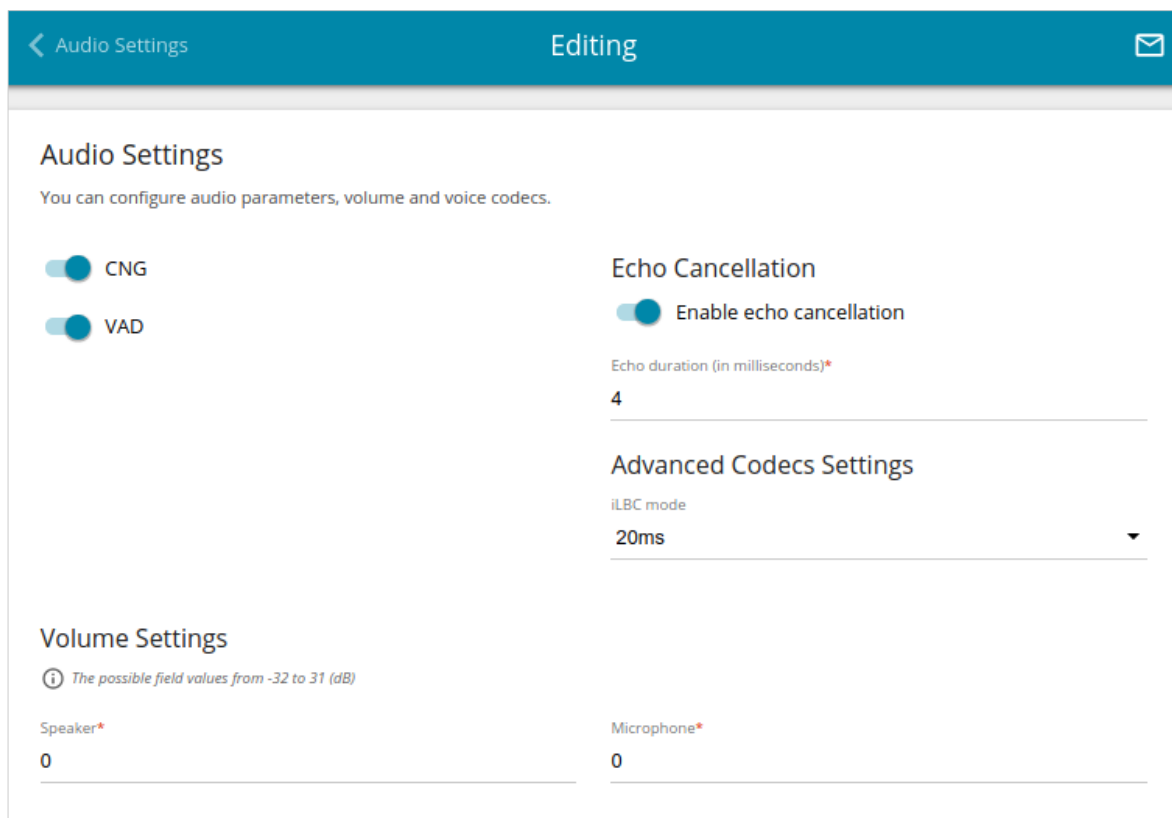 Audio Settings
Editing
Audio Settings
You can configure audio parameters, volume and voice codecs.
CNG
VAD
Echo Cancellation
Enable echo cancellation
Echo duration (in milliseconds)*
4
Advanced Codecs Settings
iLBC mode
20ms
Volume Settings
The possible field values from -32 to 31 (dB)
Speaker*
0
Microphone*
0